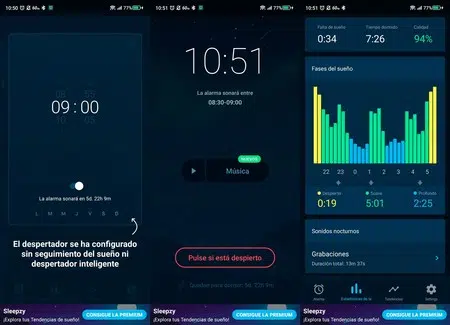 10:50
77%
09:00
La alarma sonará en 5d. 22h 9m
L M M J V S D
El despertador se ha configurado
sin seguimiento del sueño ni
despertador inteligente
Sleepzy
¡Explora tus Tendencias de sueño!
CONSIGUE LA PREMIUM
10:51
77%
10:51
La alarma sonará entre
08:30-09:00
Música
Pulse si está despierto
Sleepzy
¡Explora tus Tendencias de sueño!
CONSIGUE LA PREMIUM
10:51
77%
Falta de sueño
Tiempo dormido
Calidad
0:34
7:26
94%
Fases del sueño
22 23 0 1 2 3 4 5
Despierto
Suave
Profundo
0:19
5:01
2:25
Sonidos nocturnos
Grabaciones
Duración total: 13m 37s
Alarma
Tendencias
Settings
Sleepzy
¡Explora tus Tendencias de sueño!
CONSIGUE LA PREMIUM